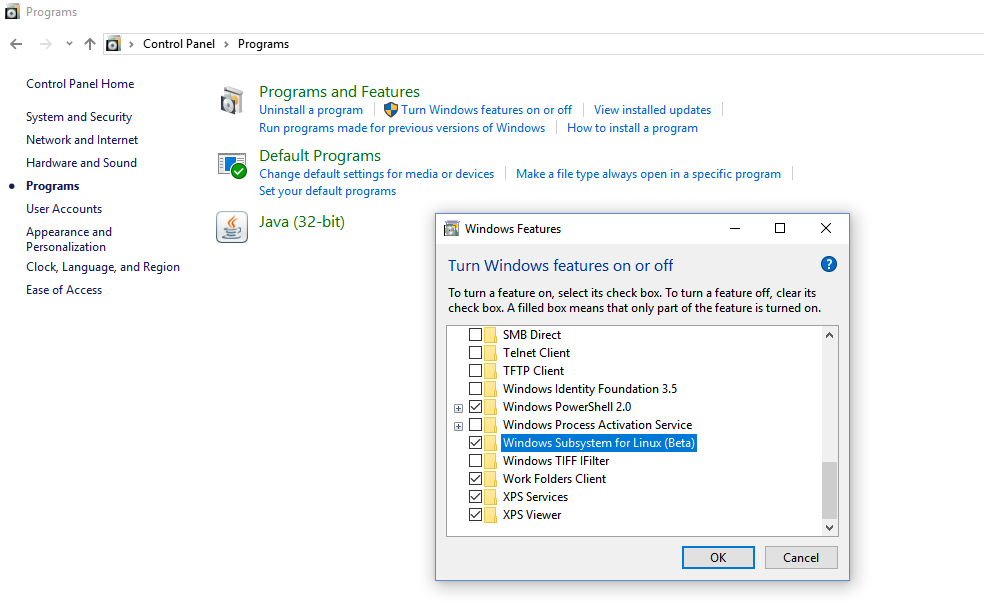 Programs
Control Panel > Programs
Control Panel Home
System and Security
Network and Internet
Hardware and Sound
Programs
User Accounts
Appearance and
Personalization
Clock, Language, and Region
Ease of Access
Programs and Features
Uninstall a program
Turn Windows features on or off
View installed updates
Run programs made for previous versions of Windows
How to install a program
Default Programs
Change default settings for media or devices
Make a file type always open in a specific program
Set your default programs
Java (32-bit)
Windows Features
Turn Windows features on or off
To turn a feature on, select its check box. To turn a feature off, clear its
check box. A filled box means that only part of the feature is turned on.
SMB Direct
Telnet Client
TFTP Client
Windows Identity Foundation 3.5
Windows PowerShell 2.0
Windows Process Activation Service
Windows Subsystem for Linux (Beta)
Windows TIFF IFilter
Work Folders Client
XPS Services
XPS Viewer
OK
Cancel